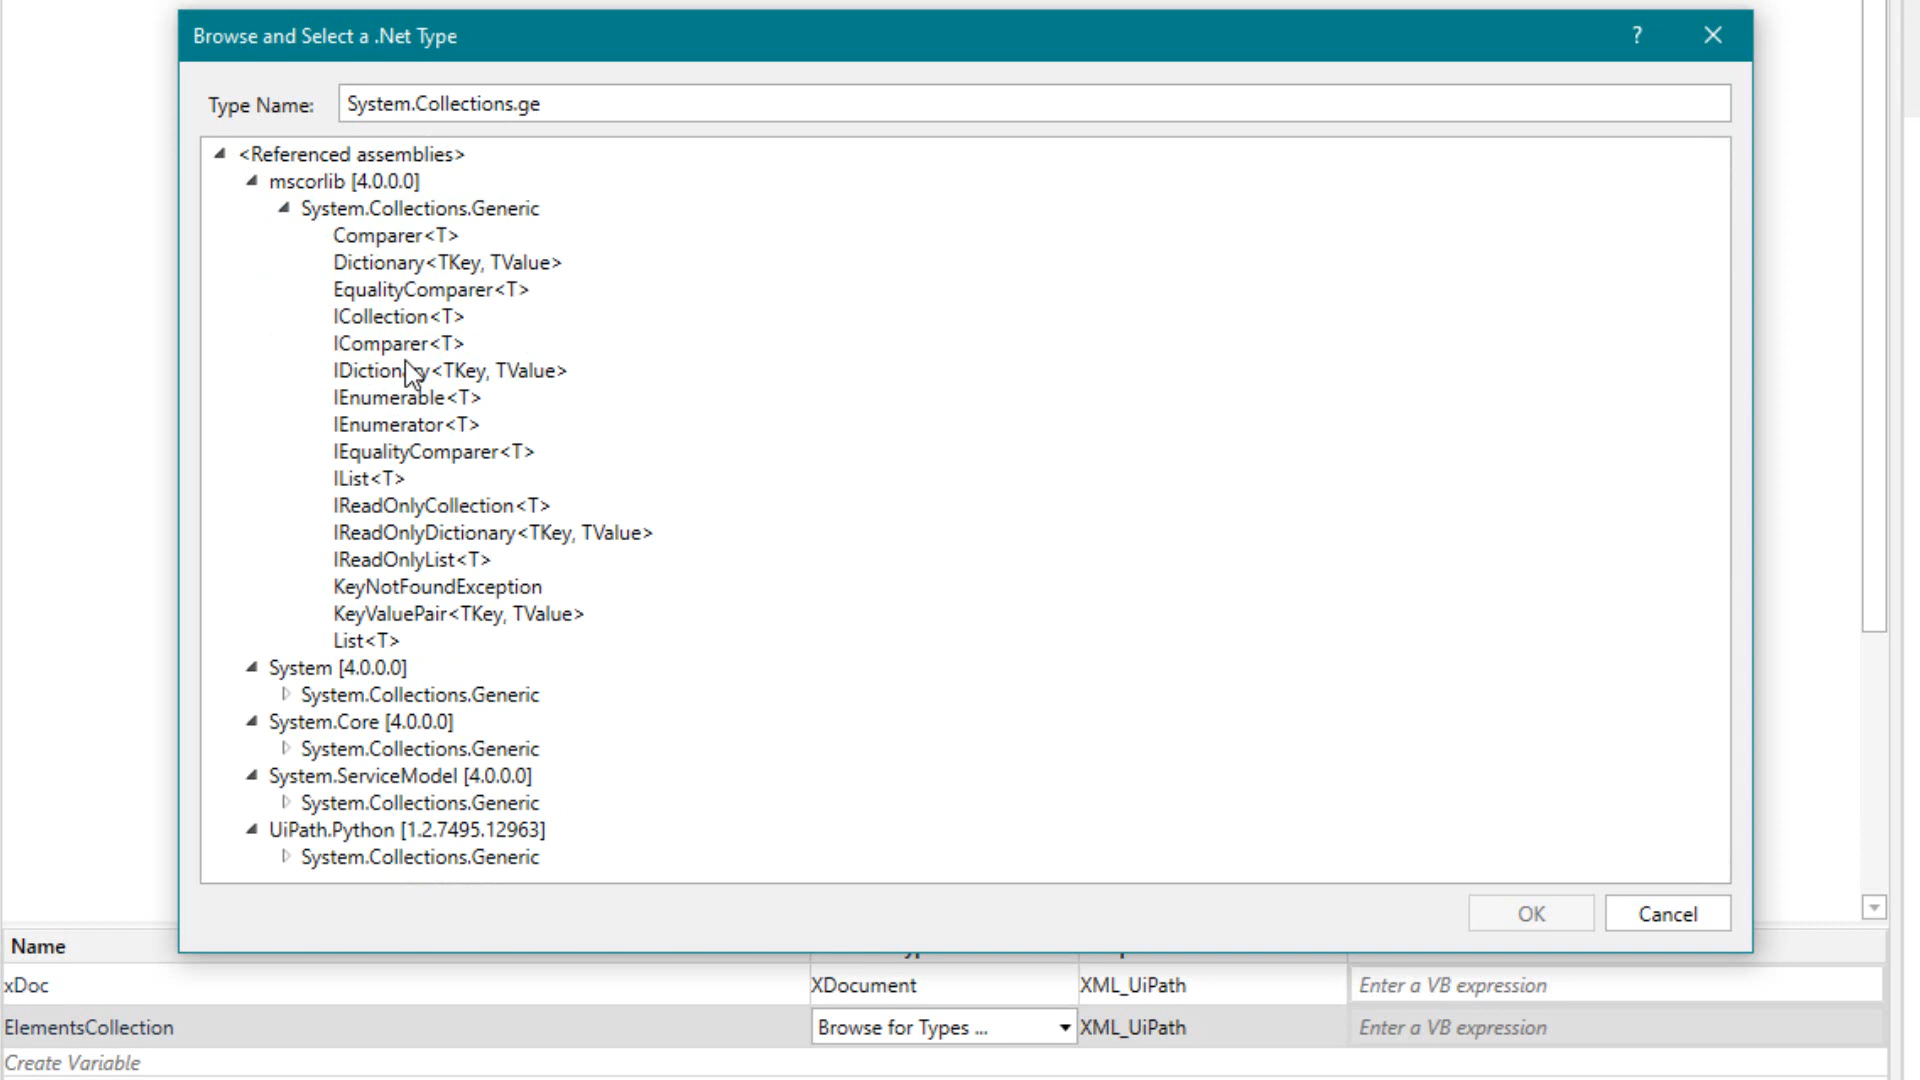 Browse and Select a .Net Type
?
Type Name: System.Collections.ge
<Referenced assemblies>
mscorlib [4.0.0.0]
System.Collections.Generic
Comparer<T>
Dictionary<TKey, TValue>
EqualityComparer<T>
ICollection<T>
IComparer<T>
IDictionary<TKey, TValue>
IEnumerable<T>
IEnumerator<T>
IEqualityComparer<T>
IList<T>
IReadOnlyCollection<T>
IReadOnlyDictionary<TKey, TValue>
IReadOnlyList<T>
KeyNotFoundException
KeyValuePair<TKey, TValue>
List<T>
System [4.0.0.0]
System.Collections.Generic
System.Core [4.0.0.0]
System.Collections.Generic
System.ServiceModel [4.0.0.0]
System.Collections.Generic
UiPath.Python [1.2.7495.12963]
System.Collections.Generic
OK Cancel
Name
xDoc XDocument XML_UiPath Enter a VB expression
ElementsCollection Browse for Types ... XML_UiPath Enter a VB expression
Create Variable